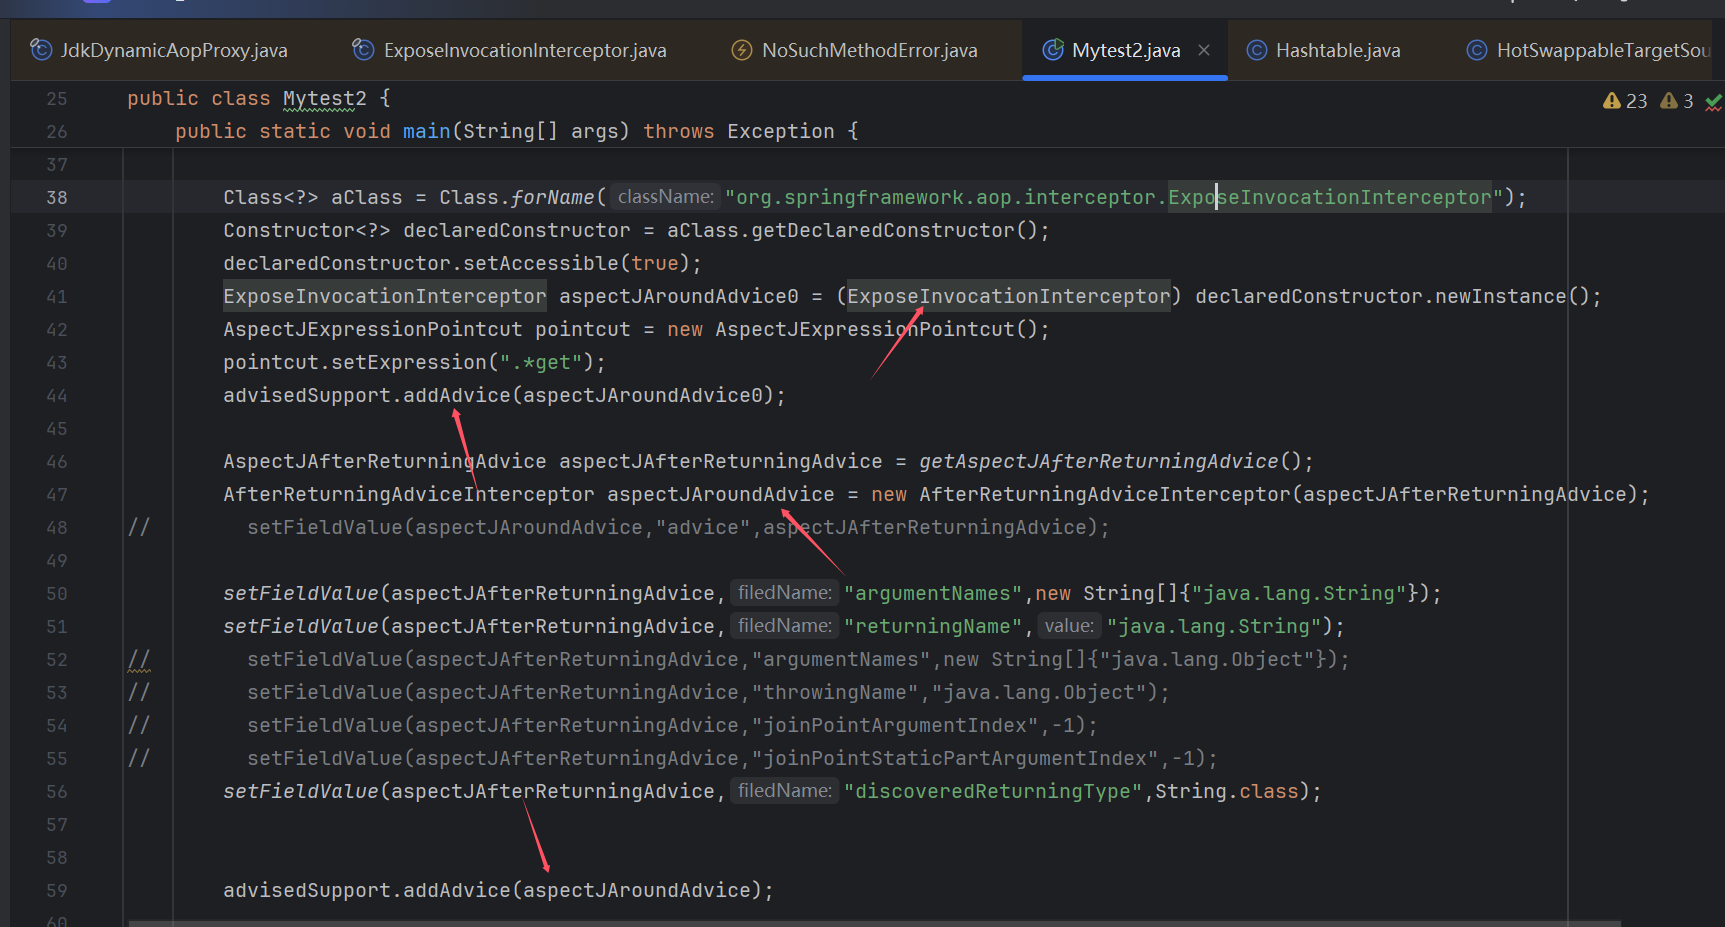 JdkDynamicAopProxy.java ExposeInvocationInterceptor.java NoSuchMethodError.java Mytest2.java × Hashtable.java HotSwappableTargetSou
25 public class Mytest2 { 23 3
26 public static void main(String[] args) throws Exception {
37
38 Class<?> aClass = Class.forName( className: "org.springframework.aop.interceptor.ExposeInvocationInterceptor");
39 Constructor<?> declaredConstructor = aClass.getDeclaredConstructor();
40 declaredConstructor.setAccessible(true);
41 ExposeInvocationInterceptor aspectJAroundAdvice0 = (ExposeInvocationInterceptor) declaredConstructor.newInstance();
42 AspectJExpressionPointcut pointcut = new AspectJExpressionPointcut();
43 pointcut.setExpression(".*get");
44 advisedSupport.addAdvice(aspectJAroundAdvice0);
45
46 AspectJAfterReturningAdvice aspectJAfterReturningAdvice = getAspectJAfterReturningAdvice();
47 AfterReturningAdviceInterceptor aspectJAroundAdvice = new AfterReturningAdviceInterceptor(aspectJAfterReturningAdvice);
48 // setFieldValue(aspectJAroundAdvice,"advice",aspectJAfterReturningAdvice);
49
50 setFieldValue(aspectJAfterReturningAdvice, filedName: "argumentNames",new String[]{"java.lang.String"});
51 setFieldValue(aspectJAfterReturningAdvice, filedName: "returningName", value: "java.lang.String");
52 // setFieldValue(aspectJAfterReturningAdvice,"argumentNames",new String[]{"java.lang.Object"});
53 // setFieldValue(aspectJAfterReturningAdvice,"throwingName","java.lang.Object");
54 // setFieldValue(aspectJAfterReturningAdvice,"joinPointArgumentIndex",-1);
55 // setFieldValue(aspectJAfterReturningAdvice,"joinPointStaticPartArgumentIndex",-1);
56 setFieldValue(aspectJAfterReturningAdvice, filedName: "discoveredReturningType",String.class);
57
58
59 advisedSupport.addAdvice(aspectJAroundAdvice);
60